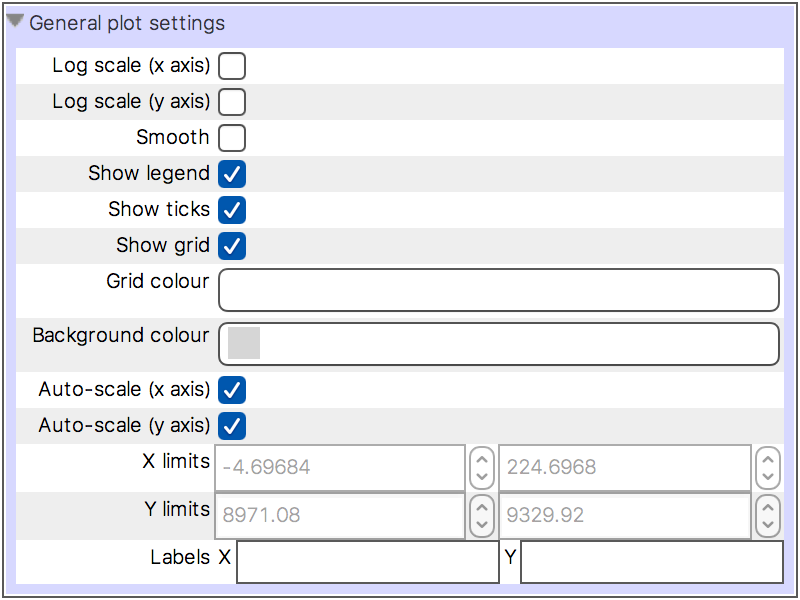 General plot settings
Log scale (x axis)
Log scale (y axis)
Smooth
Show legend
Show ticks
Show grid
Grid colour
Background colour
Auto-scale (x axis)
Auto-scale (y axis)
X limits -4.69684 224.6968
Y limits 8971.08 9329.92
Labels X Y